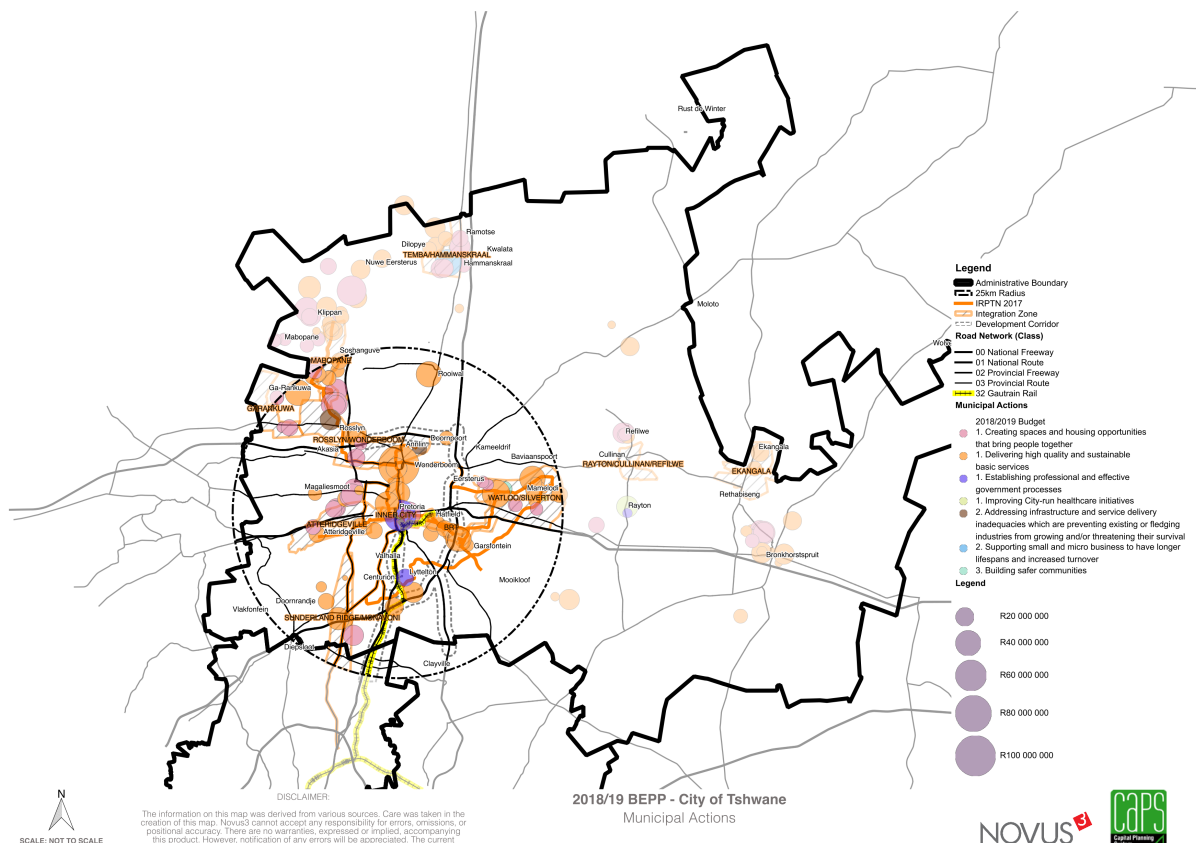 Rust de Winter
Ramotse
Dilopye
Kwalata
TEMBA/HAMMANSKRAAL
Nuwe Eersterus
Hammanskraal
Moloto
Klippan
Mabopane
Soshanguve
MABOPANE
Rooiwal
Ga-Rankuwa
GARANKUWA
Rosslyn
Refilwe
ROSSLYN/WONDERBOOM
Doornpoort
Annlin
Akasia
Kameeldrif
Ekangala
Cullinan
Baviaanspoort
Wonderboom
RAYTON/CULLINAN/REFILWE
EKANGALA
Eersterus
Magaliesmoot
Mamelodi
Rethabiseng
WATLOO/SILVERTON
Pretoria
Rayton
INNER CITY
Hatfield
ATTERIDGEVILLE
BRT
Atteridgeville
Garsfontein
Valhalla
Bronkhorstspruit
Centurion
Lyttelton
Mooikloof
Doornrandje
Vlakfontein
SUNDERLAND RIDGE/MONAVONI
Diepsloot
Clayville
Legend
Administrative Boundary
25km Radius
IRPTN 2017
Integration Zone
Development Corridor
Road Network (Class)
00 National Freeway
01 National Route
02 Provincial Freeway
03 Provincial Route
32 Gautrain Rail
Municipal Actions
2018/2019 Budget
1. Creating spaces and housing opportunities
that bring people together
1. Delivering high quality and sustainable
basic services
1. Establishing professional and effective
government processes
1. Improving City-run healthcare initiatives
2. Addressing infrastructure and service delivery
inadequacies which are preventing existing or fledging
industries from growing and/or threatening their survival
2. Supporting small and micro business to have longer
lifespans and increased turnover
3. Building safer communities
Legend
R20 000 000
R40 000 000
R60 000 000
R80 000 000
R100 000 000
N
SCALE: NOT TO SCALE
DISCLAIMER:
The information on this map was derived from various sources. Care was taken in the
creation of this map. Novus3 cannot accept any responsibility for errors, omissions, or
positional accuracy. There are no warranties, expressed or implied, accompanying
this product. However, notification of any errors will be appreciated. The current
2018/19 BEPP - City of Tshwane
Municipal Actions
NOVUS3
CAPS
Capital Planning